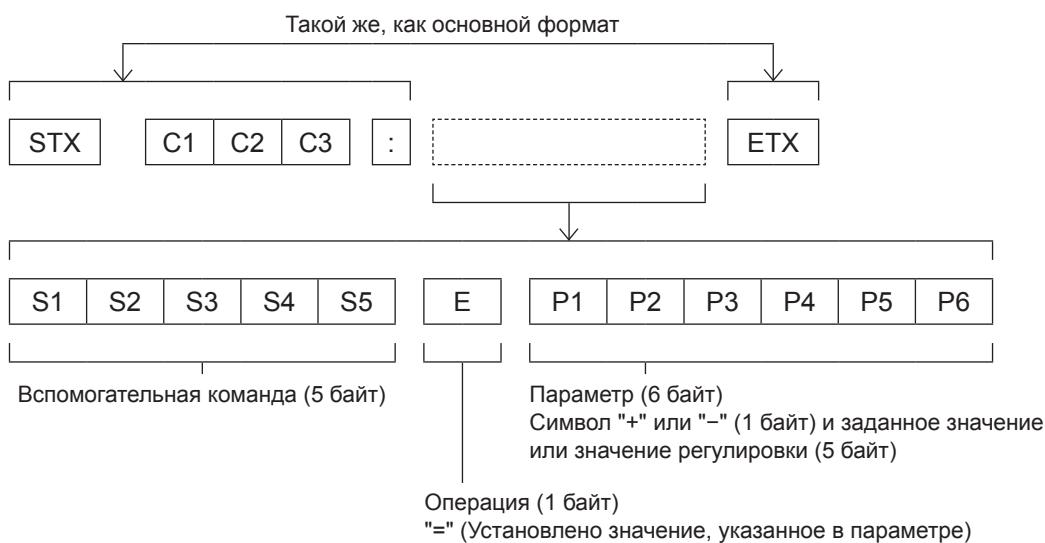 Такой же, как основной формат
STX C1 C2 C3 : ETX
S1 S2 S3 S4 S5 E P1 P2 P3 P4 P5 P6
Вспомогательная команда (5 байт)
Параметр (6 байт)
Символ "+" или "−" (1 байт) и заданное значение
или значение регулировки (5 байт)
Операция (1 байт)
"=" (Установлено значение, указанное в параметре)